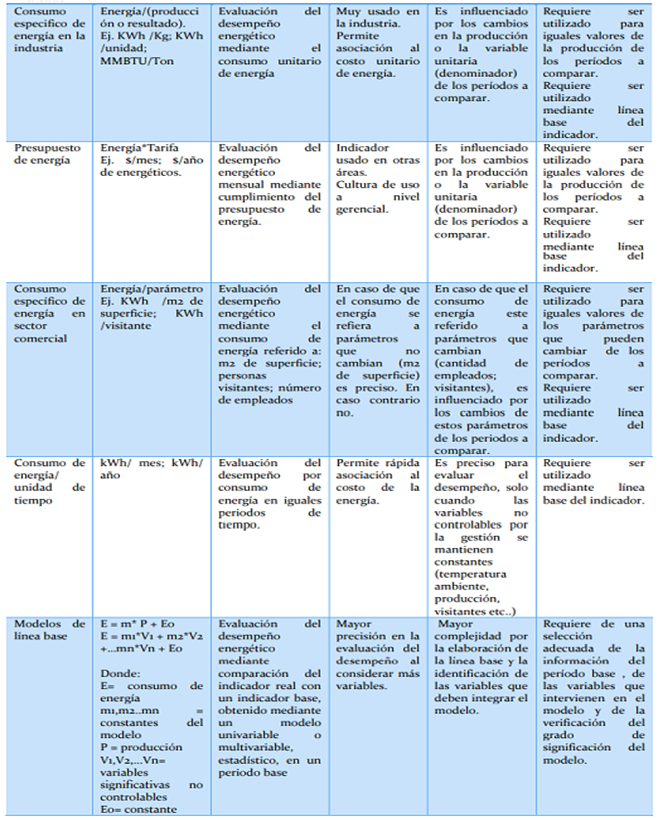 Consumo
especifico de
energía en la
industria
Energía/(producci
ón o resultado).
Ej. KWh /Kg; KWh
/unidad;
MMBTU/Ton
Evaluación del
desempeño
energético
mediante el
consumo unitario
de energía
Muy usado en
la industria.
Permite
asociación al
costo unitario
de energía.
Es influenciado
por los cambios
en la producción
o la variable
unitaria
(denominador)
de los períodos a
comparar.
Requiere ser
utilizado para
iguales valores de
la producción de
los períodos a
comparar.
Requiere ser
utilizado
mediante línea
base del
indicador.
Presupuesto
de energía
Energía*Tarifa
Ej. $/mes; $/año
de energéticos.
Evaluación del
desempeño
energético
mensual mediante
cumplimiento del
presupuesto de
energía.
Indicador
usado en otras
áreas.
Cultura de uso
a nivel
gerencial.
Es influenciado
por los cambios
en la producción
o la variable
unitaria
(denominador)
de los períodos a
comparar.
Requiere ser
utilizado para
iguales valores de
la producción de
los períodos a
comparar.
Requiere ser
utilizado
mediante línea
base del
indicador.
Consumo
específico de
energía en
sector
comercial
Energía/parámetro
Ej. KWh /m2 de
superficie; KWh
/visitante
Evaluación del
desempeño
energético
mediante el
consumo de
energía referido a:
m2 de superficie;
personas
visitantes; número
de empleados
En caso de que
el consumo de
energía se
refiera a
parámetros
que no
cambian (m2
de superficie)
es preciso. En
caso contrario
no.
En caso de que el
consumo de
energía este
referido a
parámetros que
cambian
(cantidad de
empleados;
visitantes), es
influenciado por
los cambios de
estos parámetros
de los periodos a
comparar.
Requiere ser
utilizado para
iguales valores de
los parámetros
que pueden
cambiar de los
períodos a
comparar.
Requiere ser
utilizado
mediante línea
base del
indicador.
Consumo de
energía/
unidad de
tiempo
kWh/ mes; kWh/
año
Evaluación del
desempeño por
consumo de
energía en iguales
periodos de
tiempo.
Permite rápida
asociación al
costo de la
energía.
Es preciso para
evaluar el
desempeño, solo
cuando las
variables no
controlables por
la gestión se
mantienen
constantes
(temperatura
ambiente,
producción,
visitantes etc..)
Requiere ser
utilizado
mediante línea
base del indicador.
Modelos de
línea base
E = m* P + Eo
E = m1*V1 + m2*V2
+...mn*Vn + Eo
Donde:
E= consumo de
energía
m1,m2..mn =
constantes del
modelo
P = producción
V1,V2,...Vn=
variables
significativas no
controlables
Eo= constante
Evaluación del
desempeño
energético
mediante
comparación del
indicador real con
un indicador base,
obtenido mediante
un modelo
univariable o
multivariable,
estadístico, en un
periodo base
Mayor
precisión en la
evaluación del
desempeño al
considerar más
variables.
Mayor
complejidad por
la elaboración de
la línea base y la
identificación de
las variables que
deben integrar el
modelo.
Requiere de una
selección
adecuada de la
información del
período base , de
las variables que
intervienen en el
modelo y de la
verificación del
grado de
significación del
modelo.